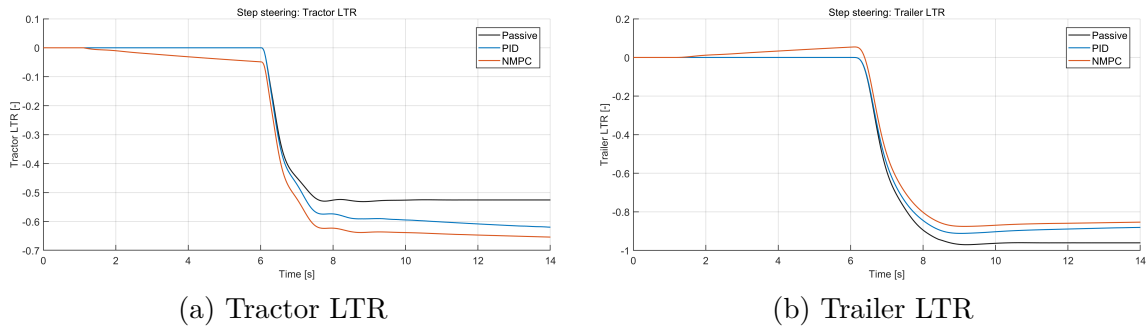 Step steering: Tractor LTR
0.1
0
-0.1
-0.2
-0.3
-0.4
-0.5
-0.6
-0.7
Tractor LTR [-]
Passive
PID
NMPC
0 2 4 6 8 10 12 14
Time [s]
(a) Tractor LTR
Step steering: Trailer LTR
0.2
0
-0.2
-0.4
-0.6
-0.8
-1
Trailer LTR [-]
Passive
PID
NMPC
0 2 4 6 8 10 12 14
Time [s]
(b) Trailer LTR